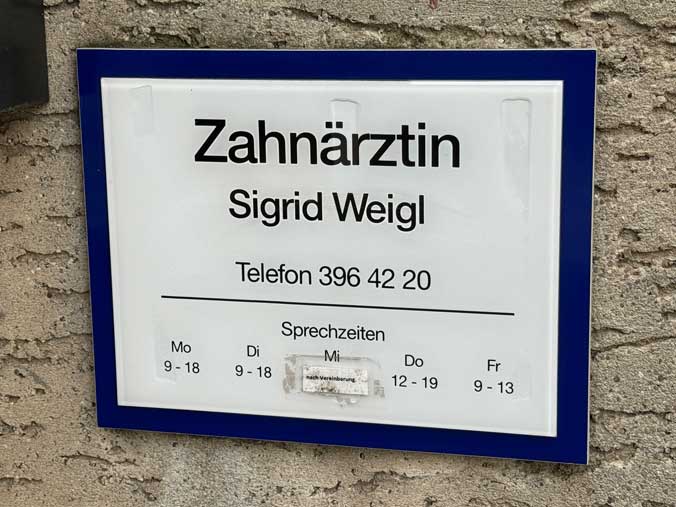 Zahnärztin
Sigrid Weigl
Telefon 396 42 20
Sprechzeiten
Mo Di Mi Do Fr
9 - 18 9 - 18 nach Vereinbarung 12 - 19 9 - 13